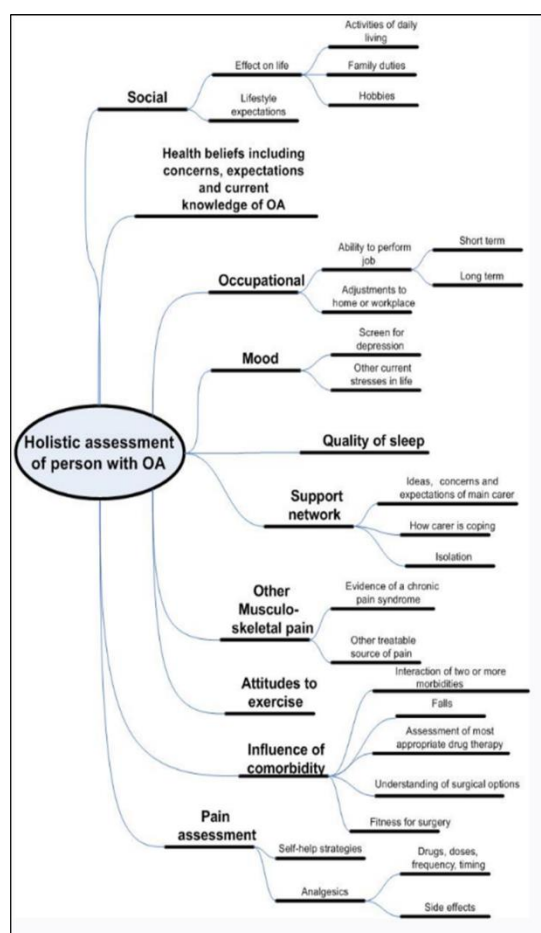 Holistic assessment
of person with OA
Social
Effect on life
Activities of daily
living
Family duties
Hobbies
Lifestyle
expectations
Health beliefs including
concerns, expectations
and current
knowledge of OA
Occupational
Ability to perform
job
Short term
Long term
Adjustments to
home or workplace
Mood
Screen for
depression
Other current
stresses in life
Quality of sleep
Support
network
Ideas, concerns and
expectations of main carer
How carer is coping
Isolation
Other
Musculo-
skeletal pain
Evidence of a chronic
pain syndrome
Other treatable
source of pain
Attitudes to
exercise
Influence of
comorbidity
Interaction of two or more
morbidities
Falls
Assessment of most
appropriate drug therapy
Understanding of surgical options
Fitness for surgery
Pain
assessment
Self-help strategies
Analgesics
Drugs, doses,
frequency, timing
Side effects